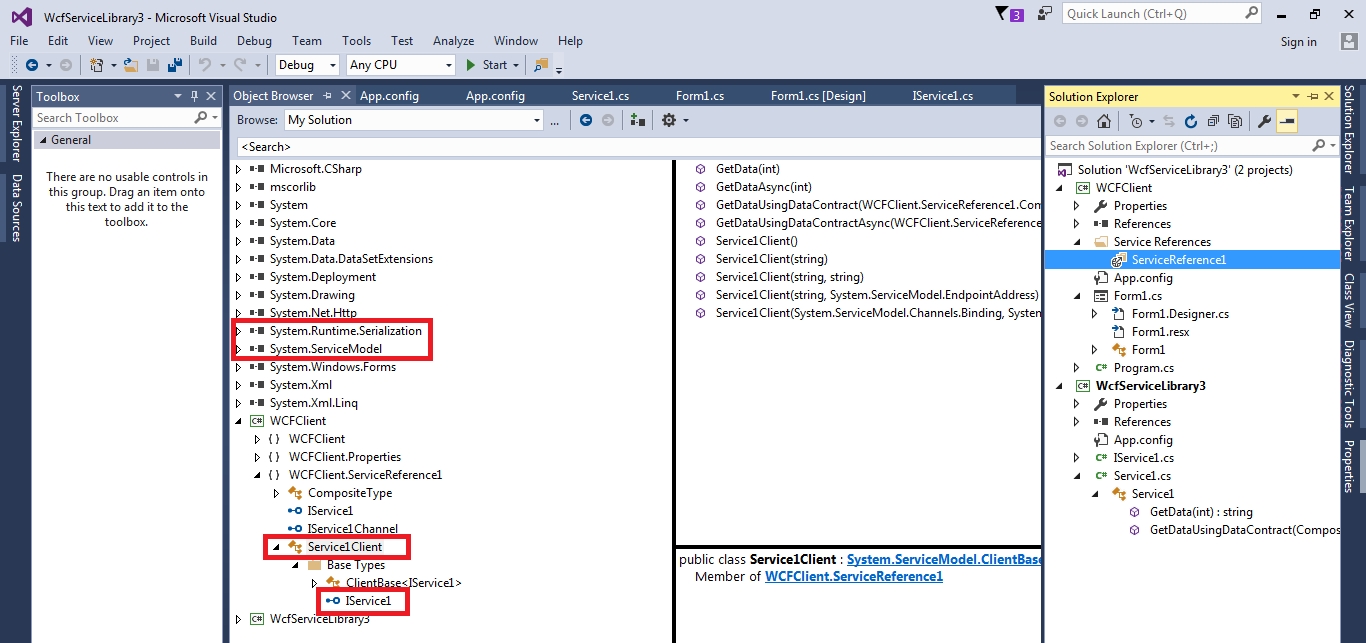 WcfServiceLibrary3 - Microsoft Visual Studio
3
Quick Launch (Ctrl+Q)
File Edit View Project Build Debug Team Tools Test Analyze Window Help
Sign in
Debug Any CPU Start
Server Explorer
Data Sources
Toolbox
Search Toolbox
General
There are no usable controls in
this group. Drag an item onto
this text to add it to the
toolbox.
Object Browser App.config App.config Service1.cs Form1.cs Form1.cs [Design] IService1.cs
Browse: My Solution ...
<Search>
Microsoft.CSharp
mscorlib
System
System.Core
System.Data
System.Data.DataSetExtensions
System.Deployment
System.Drawing
System.Net.Http
System.Runtime.Serialization
System.ServiceModel
System.Windows.Forms
System.Xml
System.Xml.Linq
C# WCFClient
{ } WCFClient
{ } WCFClient.Properties
{ } WCFClient.ServiceReference1
CompositeType
IService1
IService1Channel
Service1Client
Base Types
ClientBase<IService1>
IService1
C# WcfServiceLibrary3
GetData(int)
GetDataAsync(int)
GetDataUsingDataContract(WCFClient.ServiceReference1.Com
GetDataUsingDataContractAsync(WCFClient.ServiceReference
Service1Client()
Service1Client(string)
Service1Client(string, string)
Service1Client(string, System.ServiceModel.EndpointAddress)
Service1Client(System.ServiceModel.Channels.Binding, System
public class Service1Client : System.ServiceModel.ClientBase
Member of WCFClient.ServiceReference1
Solution Explorer
Search Solution Explorer (Ctrl+;)
Solution 'WcfServiceLibrary3' (2 projects)
C# WCFClient
Properties
References
Service References
ServiceReference1
App.config
Form1.cs
Form1.Designer.cs
Form1.resx
Form1
C# Program.cs
C# WcfServiceLibrary3
Properties
References
App.config
C# IService1.cs
C# Service1.cs
Service1
GetData(int) : string
GetDataUsingDataContract(Compos
Solution Explorer
Team Explorer
Class View
Diagnostic Tools
Properties